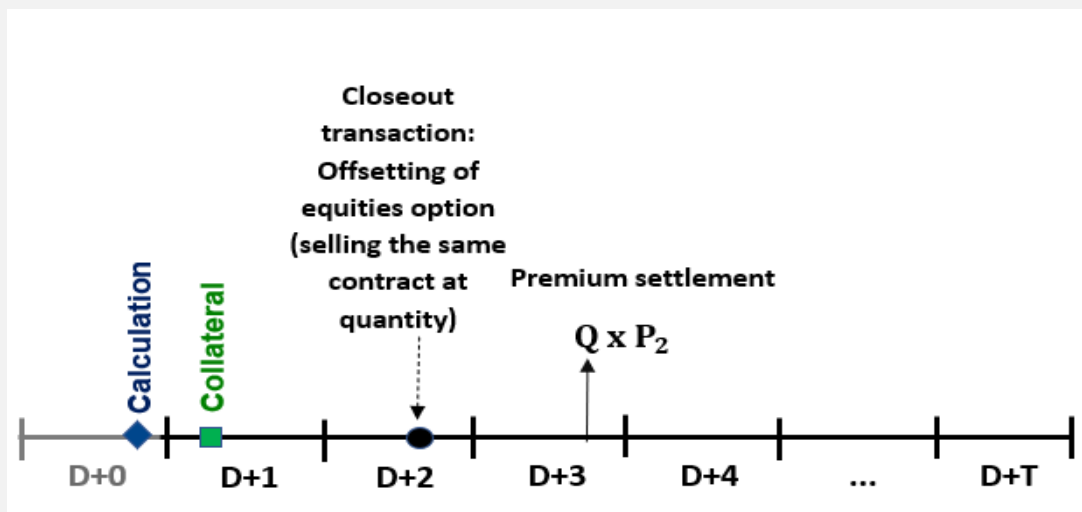 Closeout
transaction:
Offsetting of
equities option
(selling the same
contract at
quantity)
Premium settlement
Q x P₂
Calculation
Collateral
D+0
D+1
D+2
D+3
D+4
...
D+T